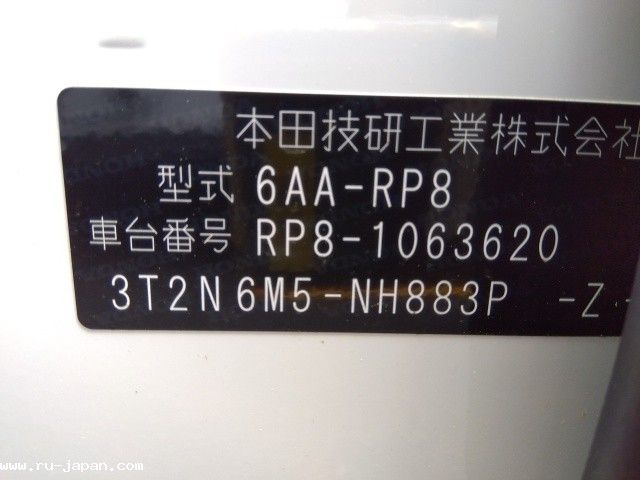 本田技研工業株式会社
型式 6AA-RP8
車台番号 RP8-1063620
3T2N6M5-NH883P -Z-
www.ru-japan.com